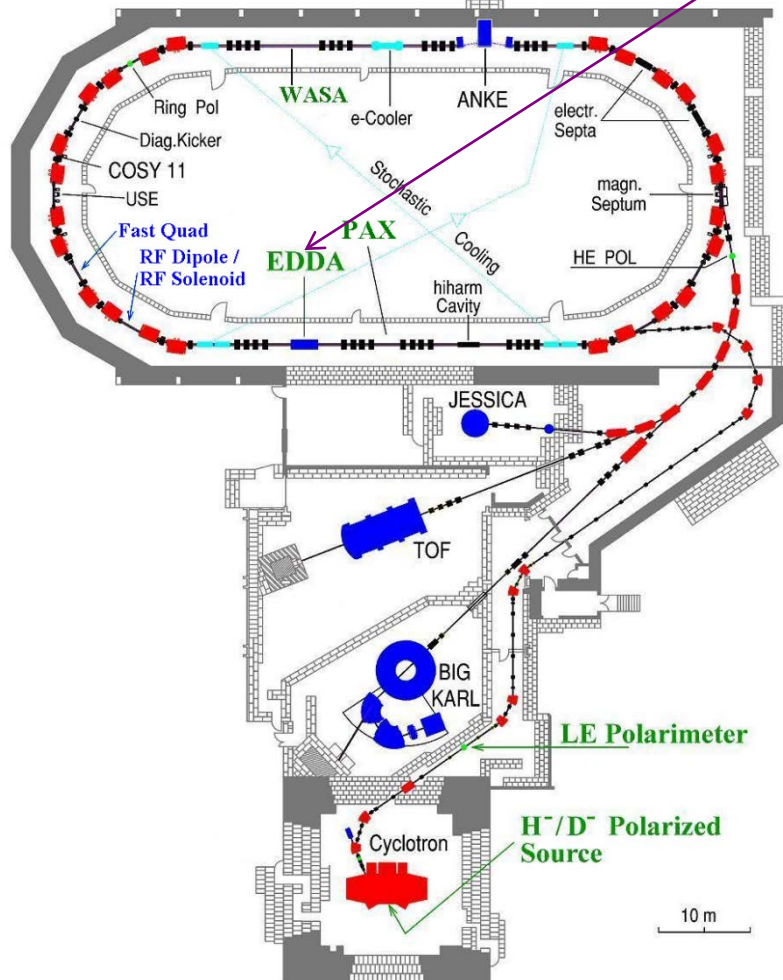 Ring Pol
WASA
e-Cooler
ANKE
electr.
Septa
Diag.Kicker
COSY 11
USE
Stochastic
Cooling
magn.
Septum
Fast Quad
RF Dipole /
RF Solenoid
EDDA
PAX
HE POL
hiharm
Cavity
JESSICA
TOF
BIG
KARL
LE Polarimeter
Cyclotron
H⁻/D⁻ Polarized
Source
10 m